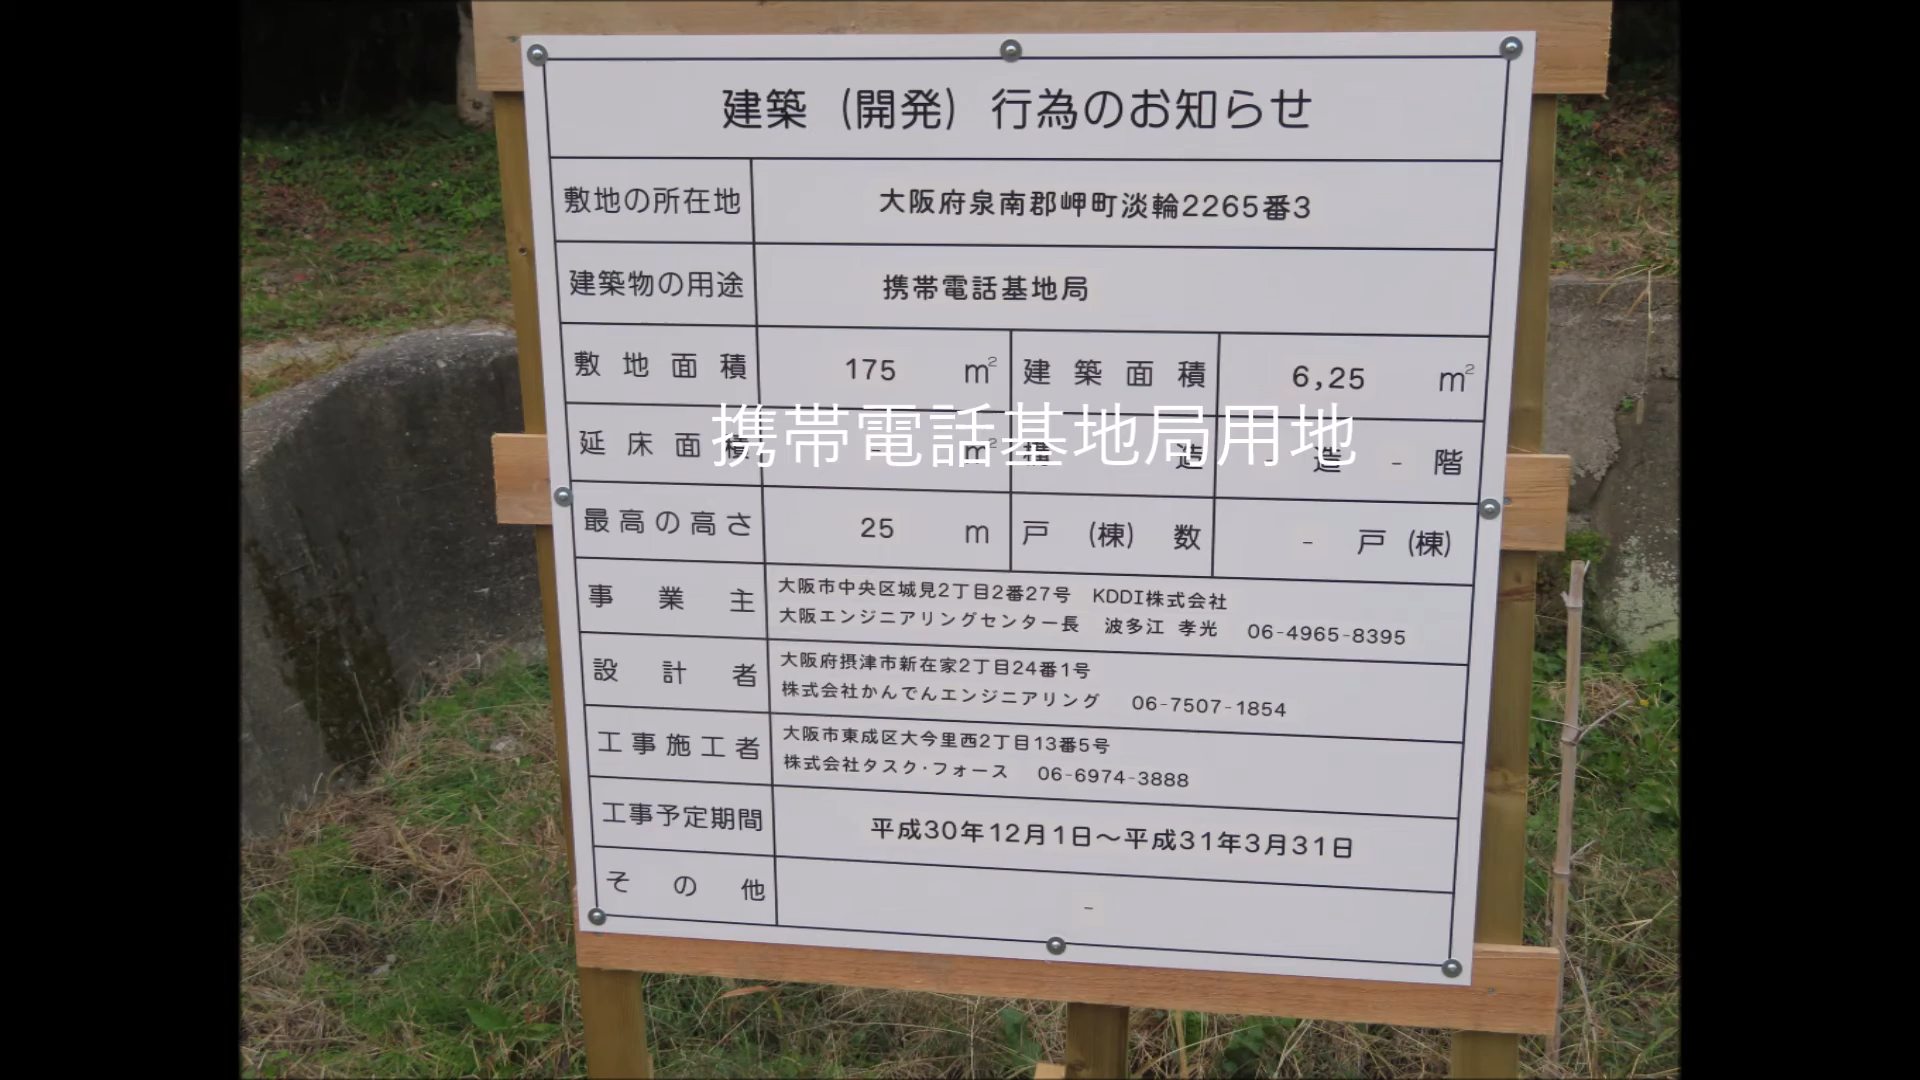 建築 (開発) 行為のお知らせ
敷地の所在地 大阪府泉南郡岬町淡輪2265番3
建築物の用途 携帯電話基地局
敷地面積 175 m² 建築面積 6,25 m²
携帯電話基地局用地
延床面積 - m² 構造 - 造 - 階
最高の高さ 25 m 戸 (棟) 数 - 戸 (棟)
事業主 大阪市中央区城見2丁目2番27号 KDDI株式会社
大阪エンジニアリングセンター長 波多江 孝光 06-4965-8395
設計者 大阪府摂津市新在家2丁目24番1号
株式会社かんでんエンジニアリング 06-7507-1854
工事施工者 大阪市東成区大今里西2丁目13番5号
株式会社タスク・フォース 06-6974-3888
工事予定期間 平成30年12月1日～平成31年3月31日
その他 -